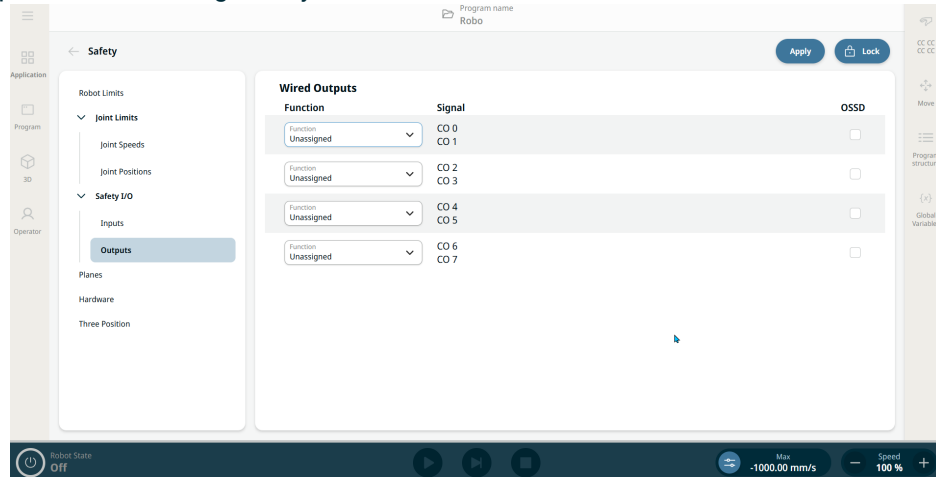 Program name
Robo
Safety
Apply
Lock
Application
Program
3D
Operator
Robot Limits
Joint Limits
Joint Speeds
Joint Positions
Safety I/O
Inputs
Outputs
Planes
Hardware
Three Position
Wired Outputs
Function Signal OSSD
Function
Unassigned
CO 0
CO 1
Function
Unassigned
CO 2
CO 3
Function
Unassigned
CO 4
CO 5
Function
Unassigned
CO 6
CO 7
CC CC
CC CC
Move
Program
structur
{x}
Global
Variable
Robot State
Off
Max
-1000.00 mm/s
Speed
100 %